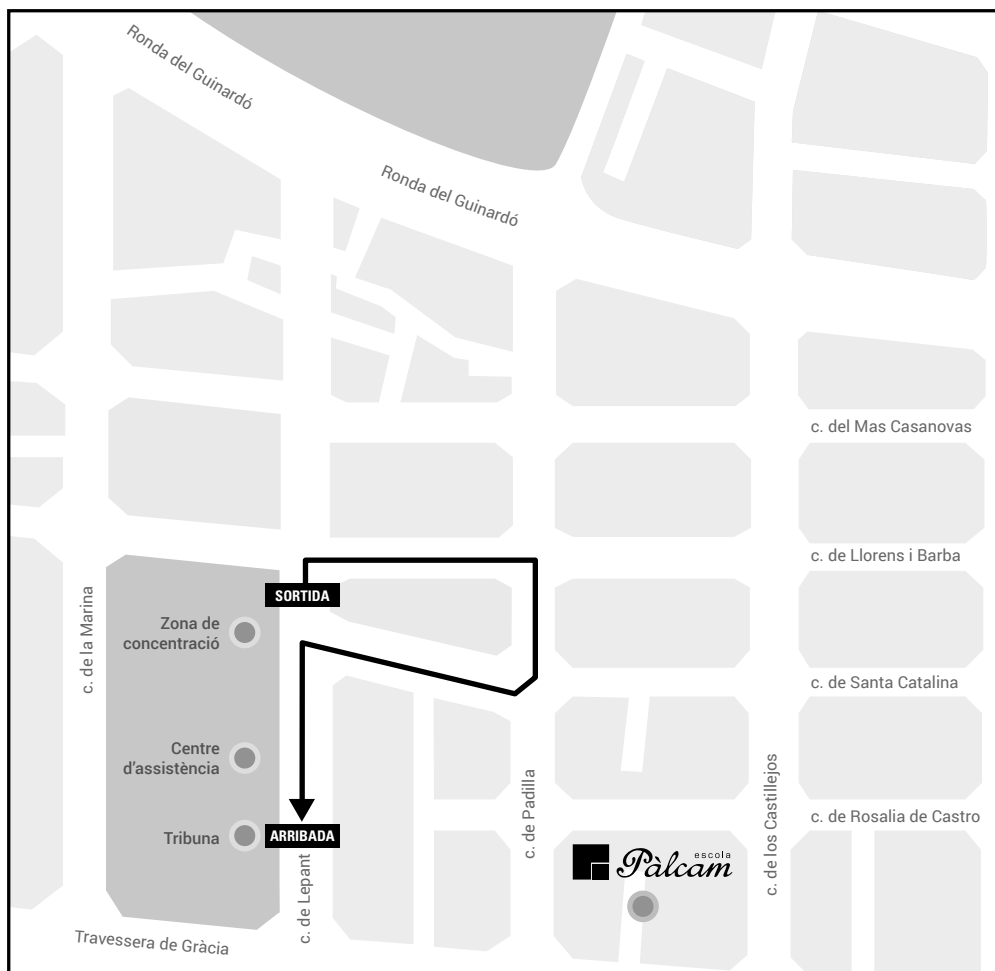 Ronda del Guinardó
Ronda del Guinardó
c. del Mas Casanovas
c. de Llorens i Barba
SORTIDA
c. de la Marina
Zona de
concentració
c. de Santa Catalina
Centre
d'assistència
c. de Padilla
c. de los Castillejos
c. de Rosalia de Castro
Tribuna
ARRIBADA
c. de Lepant
escola
Pàlcam
Travessera de Gràcia